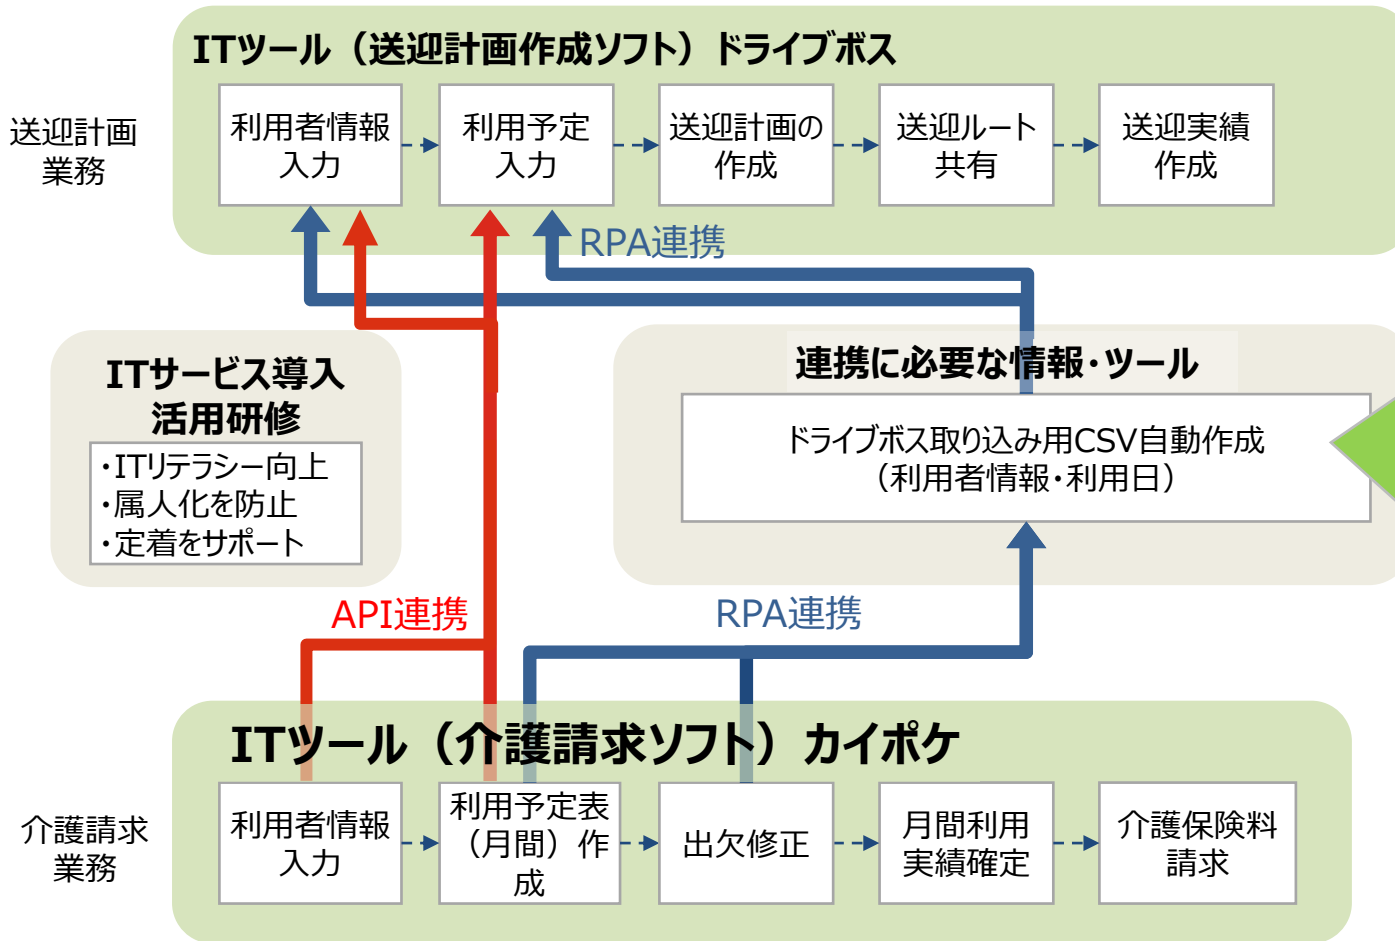 ITツール（送迎計画作成ソフト）ドライブボス
送迎計画
業務
利用者情報
入力
利用予定
入力
送迎計画の
作成
送迎ルート
共有
送迎実績
作成
RPA連携
ITサービス導入
活用研修
・ITリテラシー向上
・属人化を防止
・定着をサポート
連携に必要な情報・ツール
ドライブボス取り込み用CSV自動作成
（利用者情報・利用日）
API連携
RPA連携
ITツール（介護請求ソフト）カイポケ
介護請求
業務
利用者情報
入力
利用予定表
（月間）作
成
出欠修正
月間利用
実績確定
介護保険料
請求